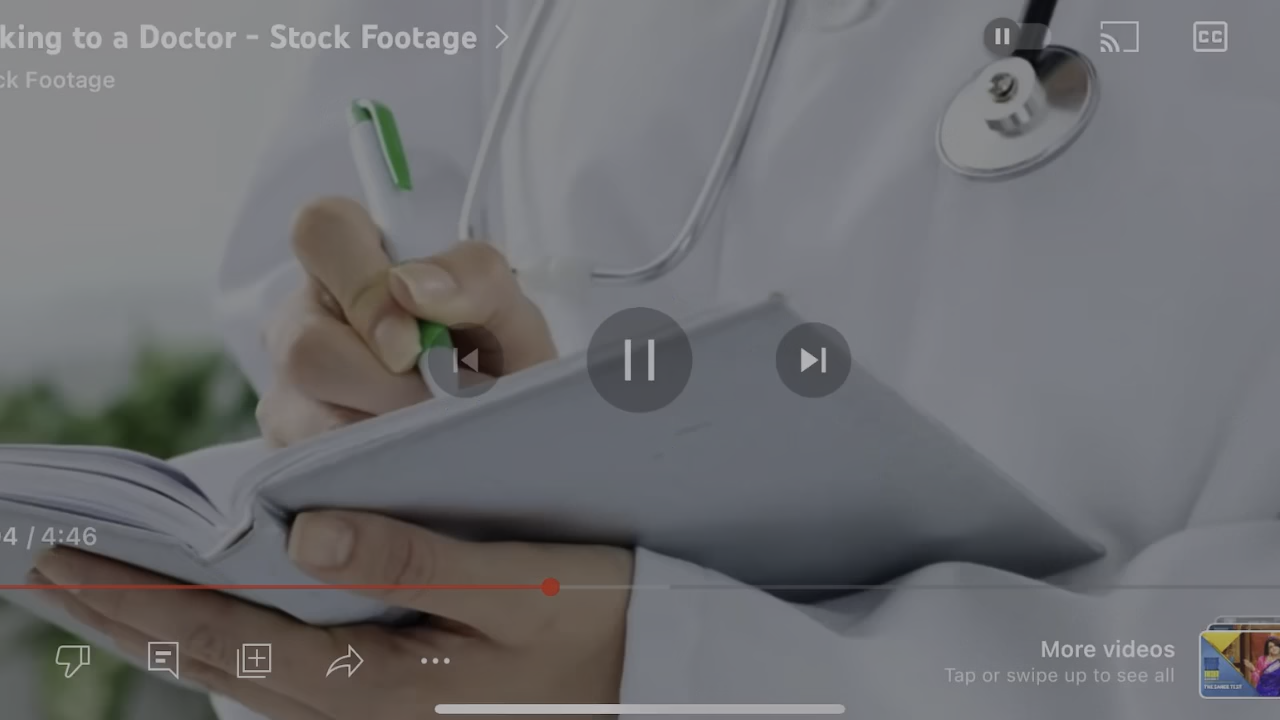 king to a Doctor - Stock Footage
ck Footage
CC
4 / 4:46
More videos
Tap or swipe up to see all